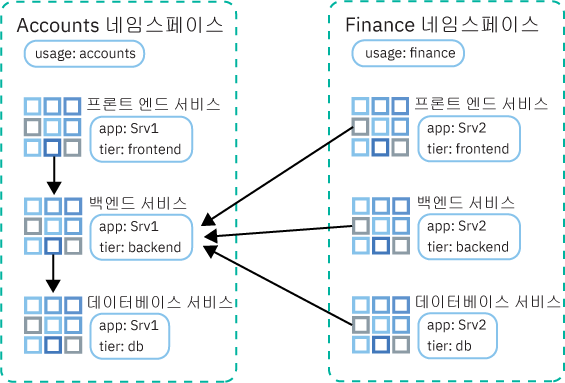 Accounts 네임스페이스
usage: accounts
프론트 엔드 서비스
app: Srv1
tier: frontend
백엔드 서비스
app: Srv1
tier: backend
데이터베이스 서비스
app: Srv1
tier: db
Finance 네임스페이스
usage: finance
프론트 엔드 서비스
app: Srv2
tier: frontend
백엔드 서비스
app: Srv2
tier: backend
데이터베이스 서비스
app: Srv2
tier: db